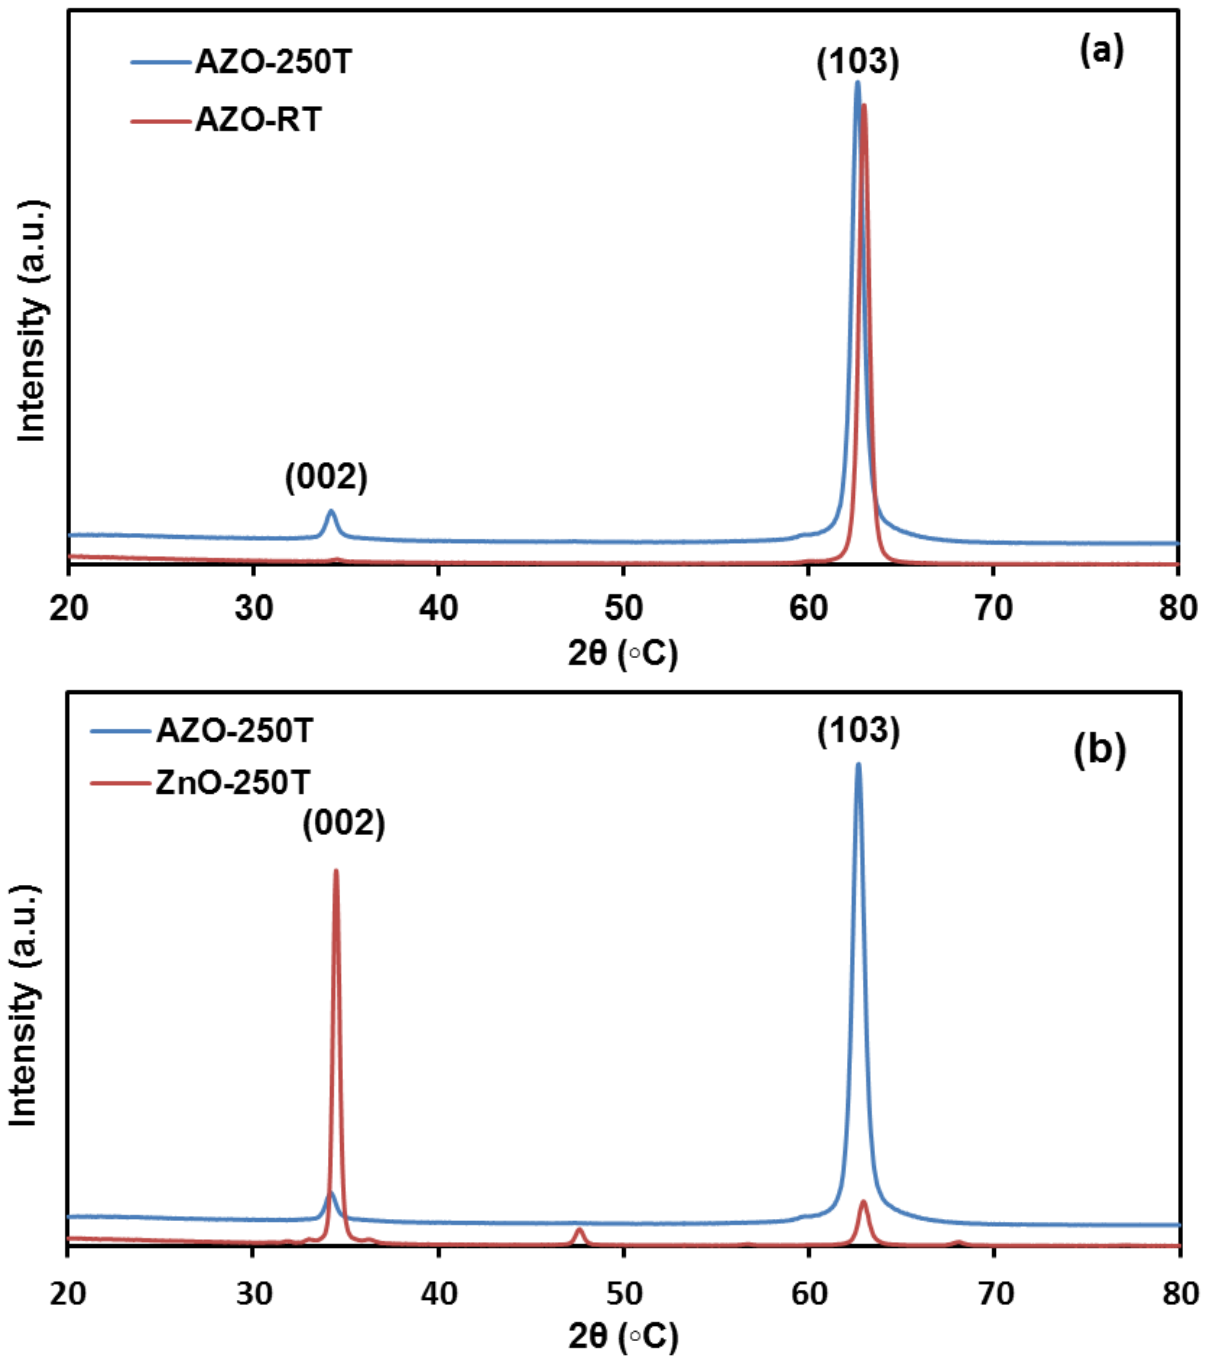 (a)
AZO-250T
AZO-RT
(103)
(002)
Intensity (a.u.)
20 30 40 50 60 70 80
2θ (◦C)
(b)
AZO-250T
ZnO-250T
(103)
(002)
Intensity (a.u.)
20 30 40 50 60 70 80
2θ (◦C)